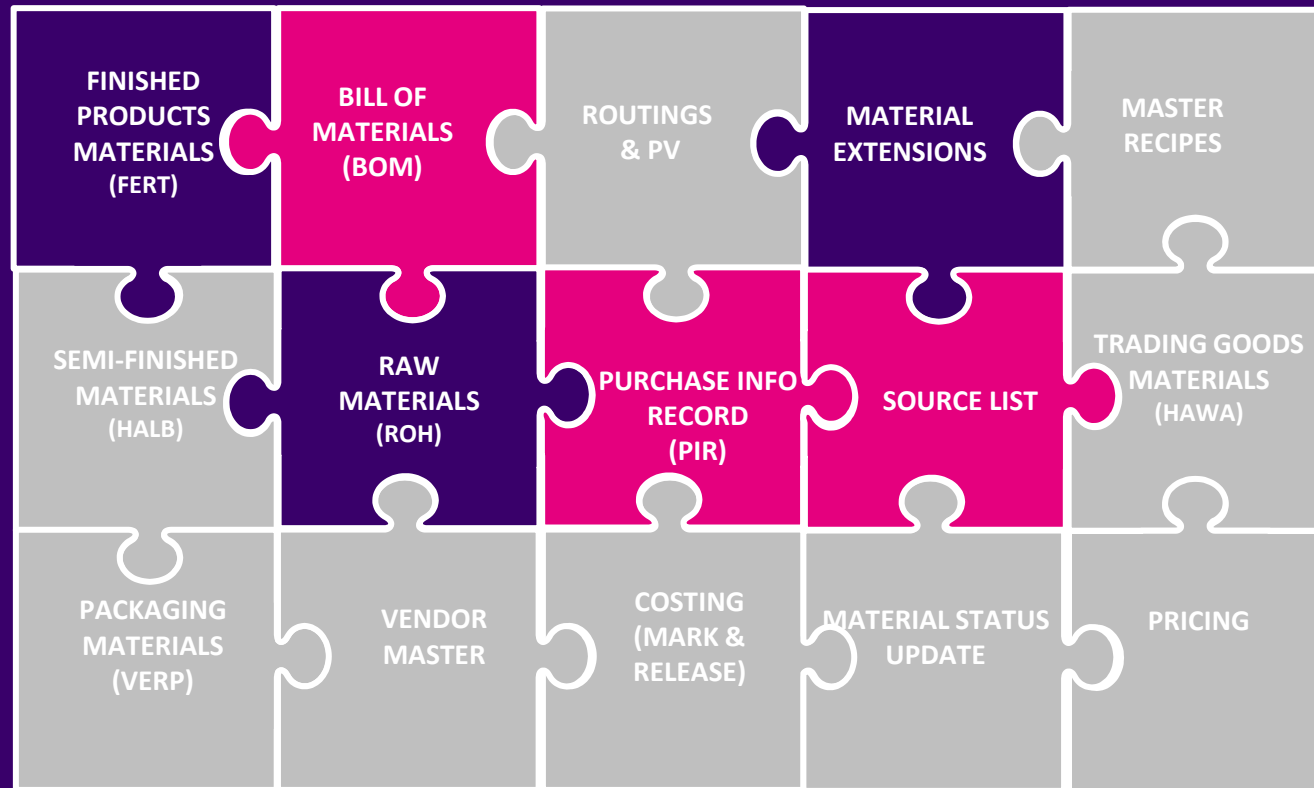 FINISHED
PRODUCTS
MATERIALS
(FERT)
BILL OF
MATERIALS
(BOM)
ROUTINGS
& PV
MATERIAL
EXTENSIONS
MASTER
RECIPES
SEMI-FINISHED
MATERIALS
(HALB)
RAW
MATERIALS
(ROH)
PURCHASE INFO
RECORD
(PIR)
SOURCE LIST
TRADING GOODS
MATERIALS
(HAWA)
PACKAGING
MATERIALS
(VERP)
VENDOR
MASTER
COSTING
(MARK &
RELEASE)
MATERIAL STATUS
UPDATE
PRICING